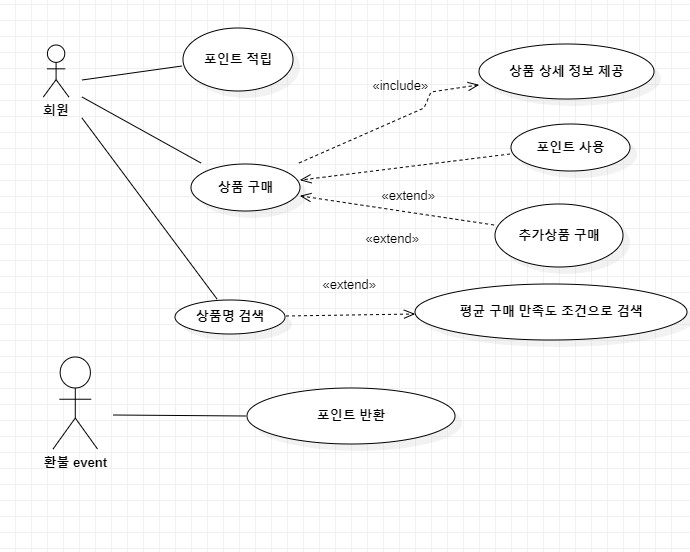 포인트 적립
상품 상세 정보 제공
«include»
회원
포인트 사용
상품 구매
«extend»
추가상품 구매
«extend»
«extend»
상품명 검색
평균 구매 만족도 조건으로 검색
포인트 반환
환불 event